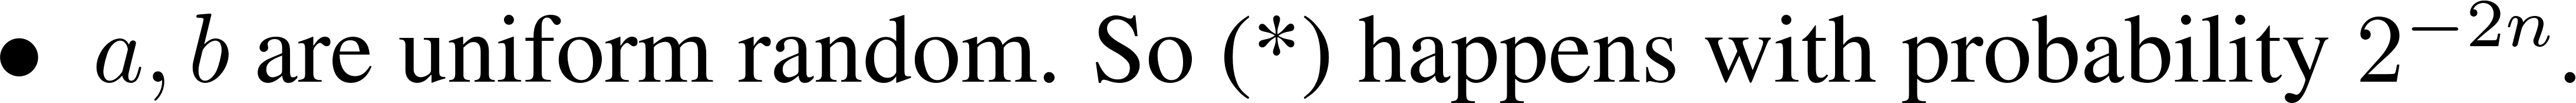 • a, b are uniform random. So (*) happens with probability 2^{-2n}.